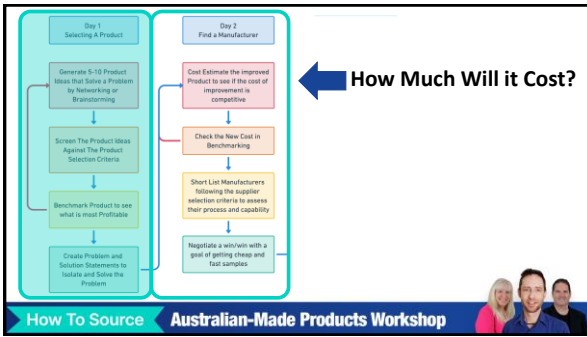 Day 1
Selecting A Product
Generate 5-10 Product
Ideas that Solve a Problem
by Networking or
Brainstorming
Screen The Product Ideas
Against The Product
Selection Criteria
Benchmark Product to see
what is most Profitable
Create Problem and
Solution Statements to
Isolate and Solve the
Problem
Day 2
Find a Manufacturer
Cost Estimate the improved
Product to see if the cost of
improvement is
competitive
Check the New Cost in
Benchmarking
Short List Manufacturers
following the supplier
selection criteria to assess
their process and capability
Negotiate a win/win with a
goal of getting cheap and
fast samples
How Much Will it Cost?
How To Source
Australian-Made Products Workshop